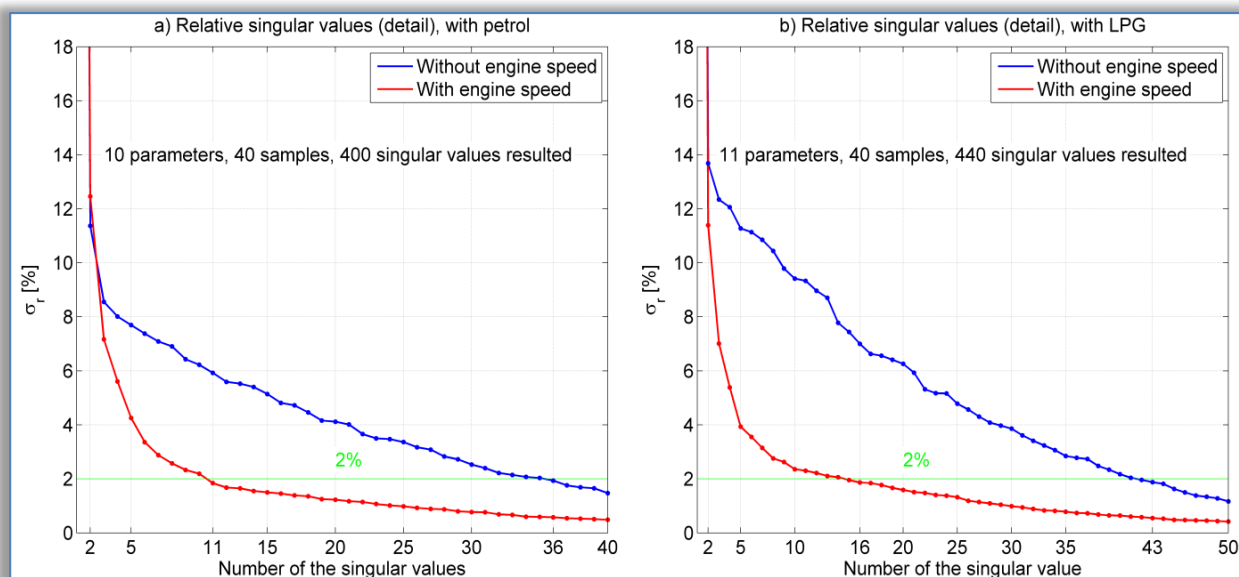 a) Relative singular values (detail), with petrol
18
16
14
12
10
8
6
4
2
0
σr [%]
Without engine speed
With engine speed
10 parameters, 40 samples, 400 singular values resulted
2%
2 5 11 15 20 25 30 36 40
Number of the singular values
b) Relative singular values (detail), with LPG
18
16
14
12
10
8
6
4
2
0
σr [%]
Without engine speed
With engine speed
11 parameters, 40 samples, 440 singular values resulted
2%
2 5 10 16 20 25 30 35 43 50
Number of the singular value